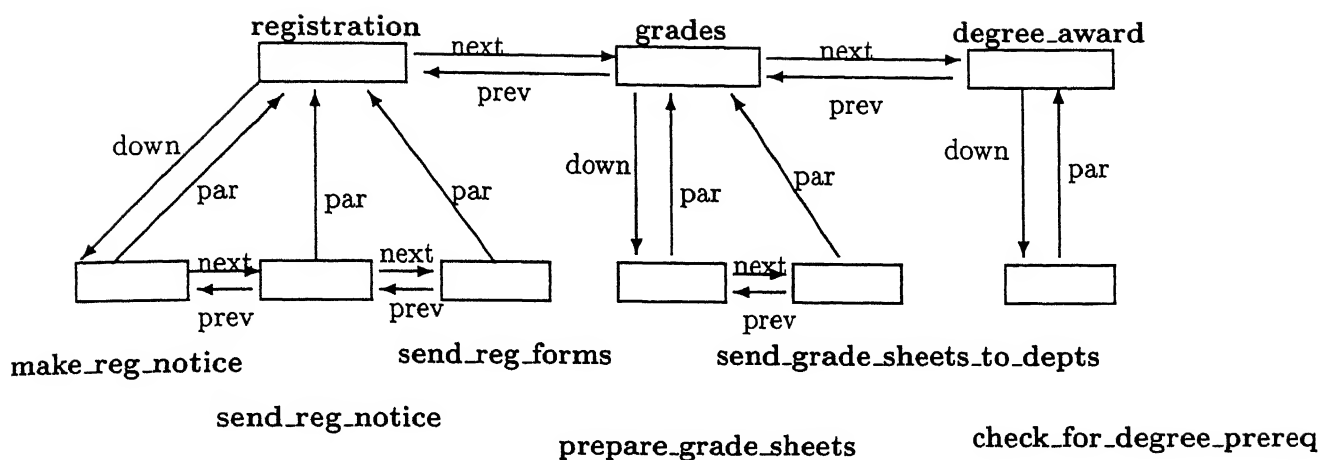 registration
grades
degree_award
next
next
prev
prev
down
par
par
par
down
par
par
down
par
next
next
next
prev
prev
prev
make_reg_notice
send_reg_forms
send_grade_sheets_to_depts
send_reg_notice
prepare_grade_sheets
check_for_degree_prereq